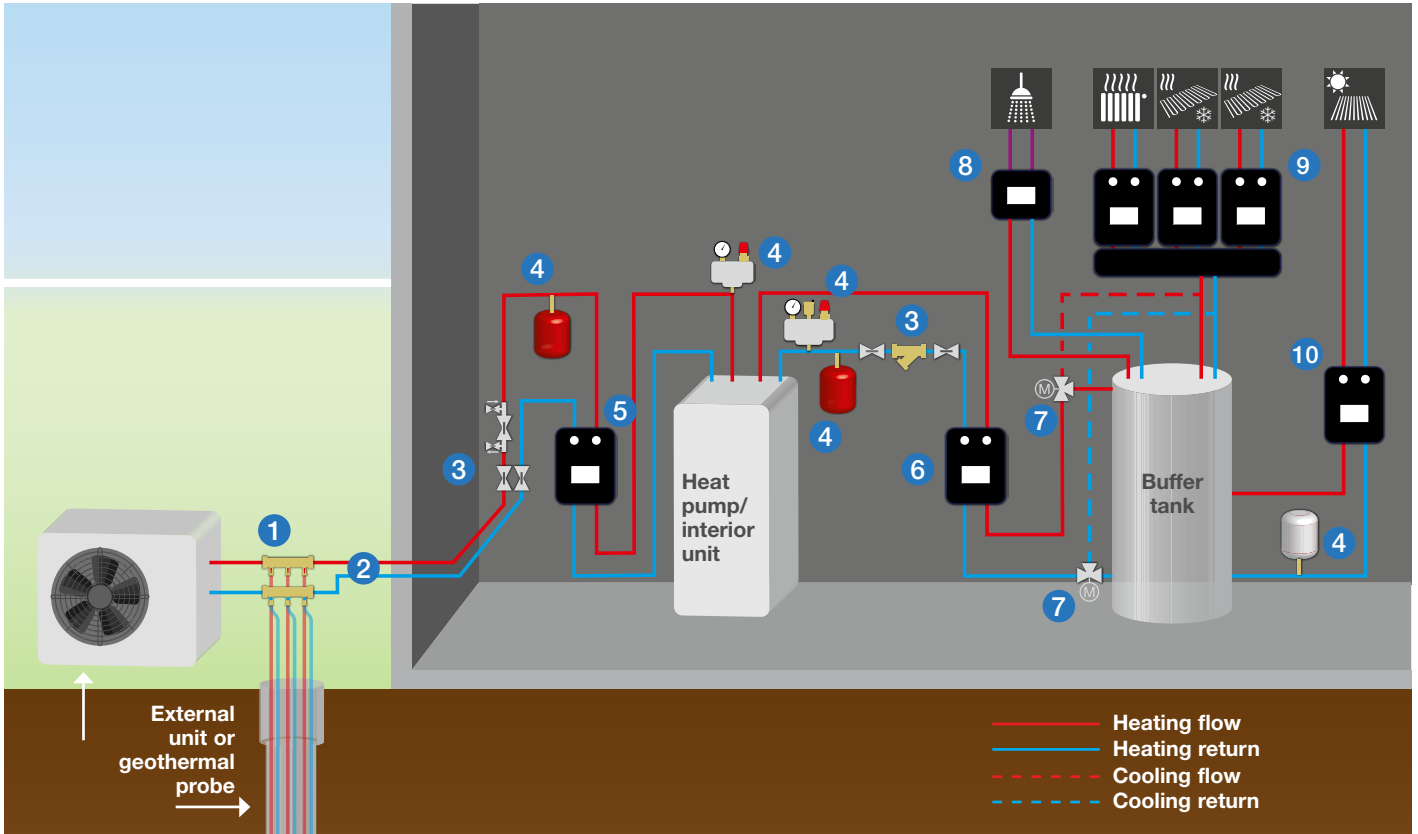 8
9
4
4
4
3
10
5
7
3
4
6
Heat
pump/
interior
unit
Buffer
tank
1
2
4
7
External
unit or
geothermal
probe
M
M
Heating flow
Heating return
Cooling flow
Cooling return